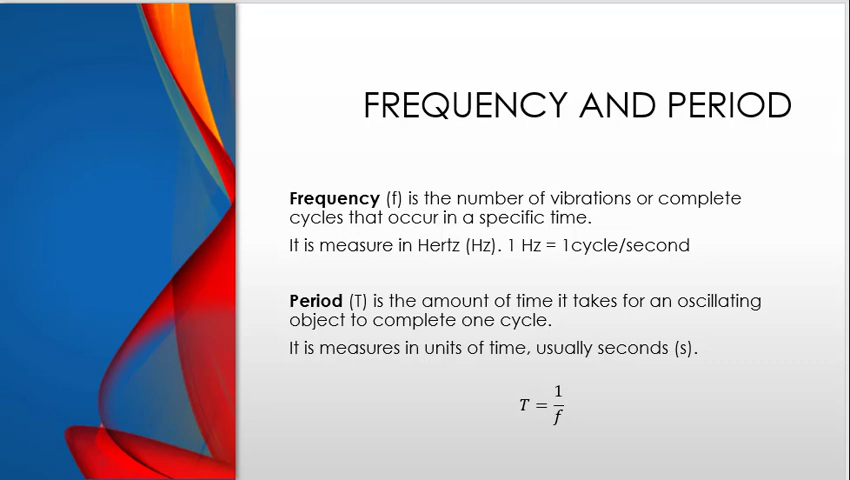 FREQUENCY AND PERIOD
Frequency (f) is the number of vibrations or complete
cycles that occur in a specific time.
It is measure in Hertz (Hz). 1 Hz = 1cycle/second
Period (T) is the amount of time it takes for an oscillating
object to complete one cycle.
It is measures in units of time, usually seconds (s).
T = 1/f